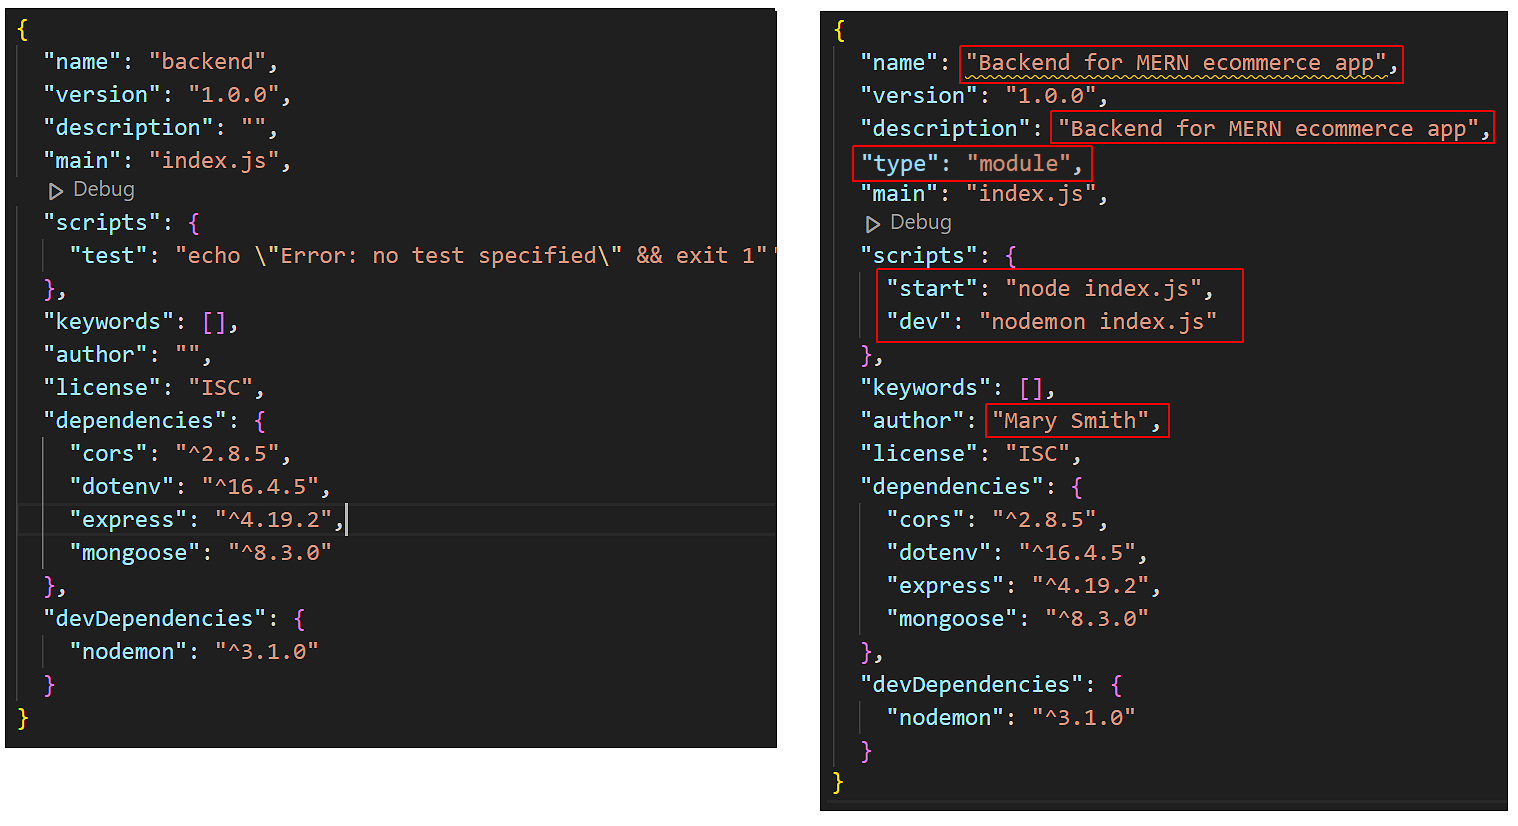 {
"name": "backend",
"version": "1.0.0",
"description": "",
"main": "index.js",
Debug
"scripts": {
"test": "echo \"Error: no test specified\" && exit 1"
},
"keywords": [],
"author": "",
"license": "ISC",
"dependencies": {
"cors": "^2.8.5",
"dotenv": "^16.4.5",
"express": "^4.19.2",
"mongoose": "^8.3.0"
},
"devDependencies": {
"nodemon": "^3.1.0"
}
}
{
"name": "Backend for MERN ecommerce app",
"version": "1.0.0",
"description": "Backend for MERN ecommerce app",
"type": "module",
"main": "index.js",
Debug
"scripts": {
"start": "node index.js",
"dev": "nodemon index.js"
},
"keywords": [],
"author": "Mary Smith",
"license": "ISC",
"dependencies": {
"cors": "^2.8.5",
"dotenv": "^16.4.5",
"express": "^4.19.2",
"mongoose": "^8.3.0"
},
"devDependencies": {
"nodemon": "^3.1.0"
}
}